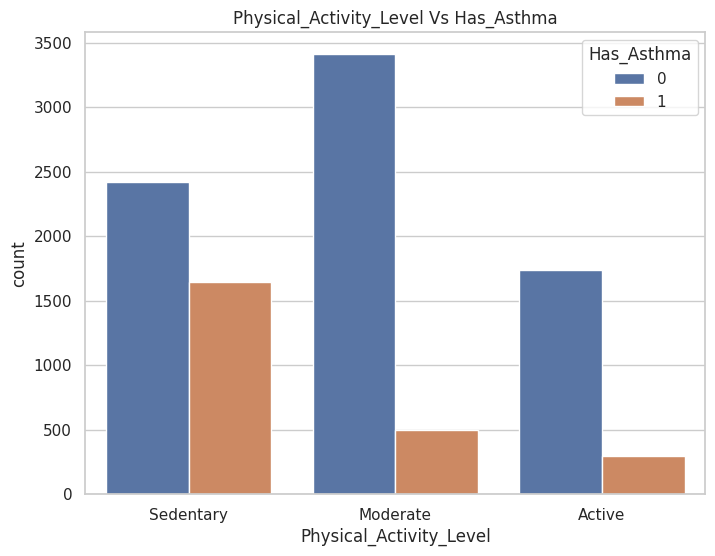 Physical_Activity_Level Vs Has_Asthma
3500
3000
2500
2000
1500
1000
500
0
count
Has_Asthma
0
1
Sedentary
Moderate
Active
Physical_Activity_Level